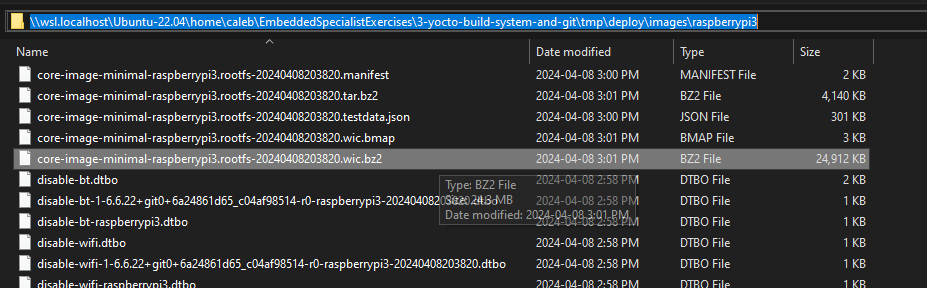 \\wsl.localhost\Ubuntu-22.04\home\caleb\EmbeddedSpecialistExercises\3-yocto-build-system-and-git\tmp\deploy\images\raspberrypi3
Name Date modified Type Size
core-image-minimal-raspberrypi3.rootfs-20240408203820.manifest 2024-04-08 3:00 PM MANIFEST File 2 KB
core-image-minimal-raspberrypi3.rootfs-20240408203820.tar.bz2 2024-04-08 3:01 PM BZ2 File 4,140 KB
core-image-minimal-raspberrypi3.rootfs-20240408203820.testdata.json 2024-04-08 3:00 PM JSON File 301 KB
core-image-minimal-raspberrypi3.rootfs-20240408203820.wic.bmap 2024-04-08 3:01 PM BMAP File 3 KB
core-image-minimal-raspberrypi3.rootfs-20240408203820.wic.bz2 2024-04-08 3:01 PM BZ2 File 24,912 KB
disable-bt.dtbo 2024-04-08 2:58 PM DTBO File 2 KB
Type: BZ2 File
disable-bt-1-6.6.22+git0+6a24861d65_c04af98514-r0-raspberrypi3-20240408203820.dtbo 2024-04-08 2:58 PM DTBO File 1 KB
Size: 24.3 MB
disable-bt-raspberrypi3.dtbo 2024-04-08 2:58 PM DTBO File 1 KB
Date modified: 2024-04-08 3:01 PM
disable-wifi.dtbo 2024-04-08 2:58 PM DTBO File 1 KB
disable-wifi-1-6.6.22+git0+6a24861d65_c04af98514-r0-raspberrypi3-20240408203820.dtbo 2024-04-08 2:58 PM DTBO File 1 KB
disable-wifi-raspberrypi3.dtbo 2024-04-08 2:58 PM DTBO File 1 KB